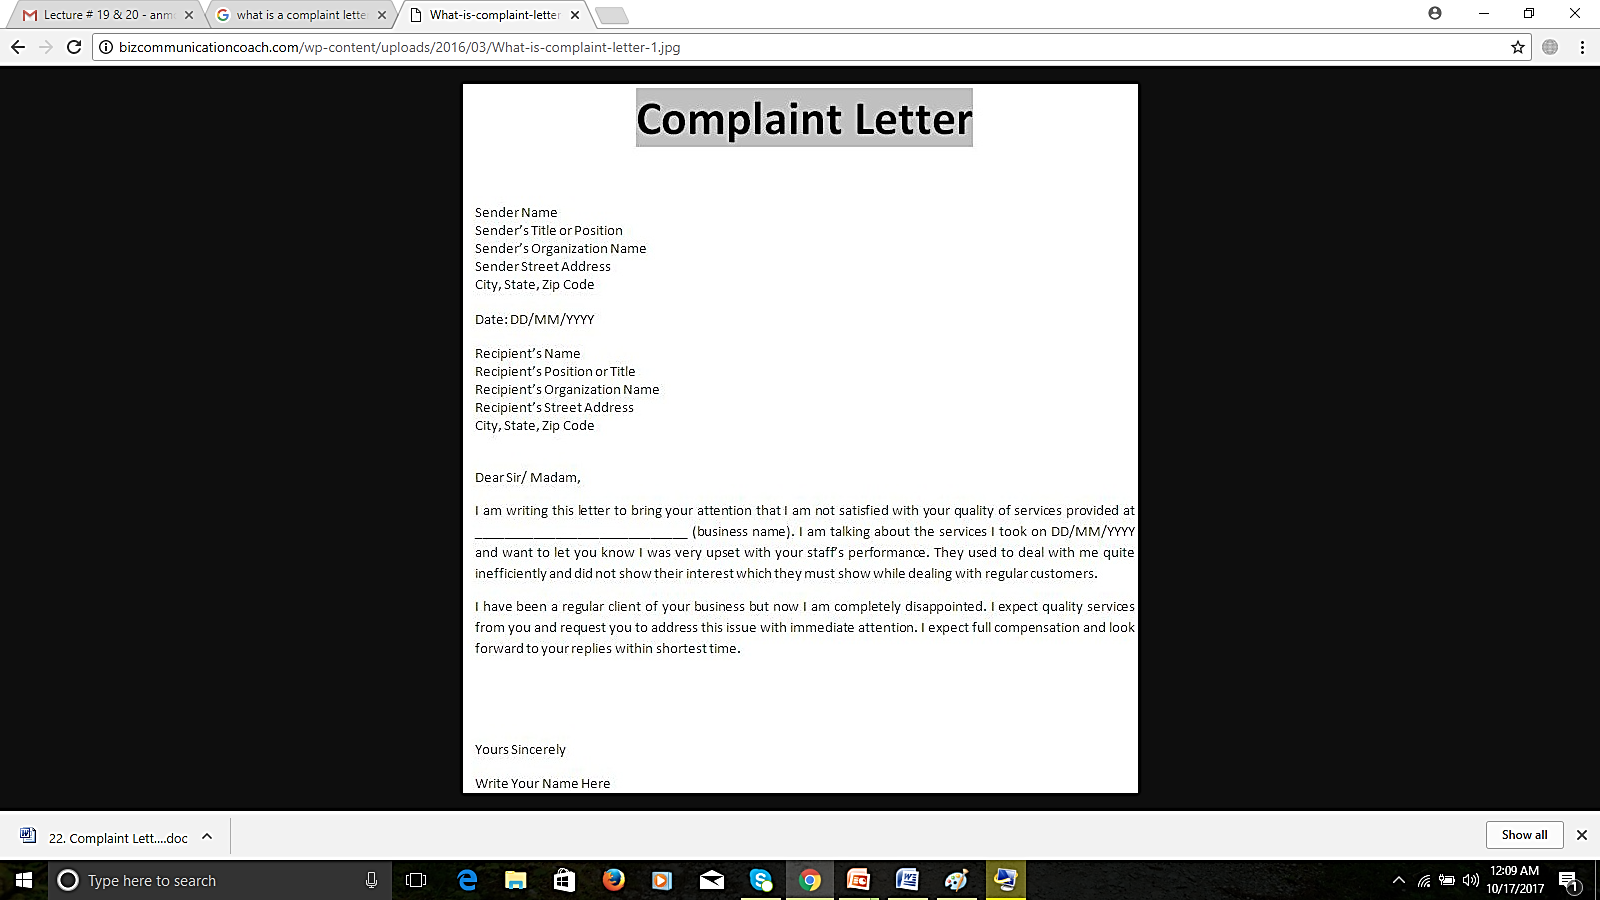 Lecture # 19 & 20 - anm
what is a complaint lette
What-is-complaint-letter
bizcommunicationcoach.com/wp-content/uploads/2016/03/What-is-complaint-letter-1.jpg
Complaint Letter
Sender Name
Sender's Title or Position
Sender's Organization Name
Sender Street Address
City, State, Zip Code
Date: DD/MM/YYYY
Recipient's Name
Recipient's Position or Title
Recipient's Organization Name
Recipient's Street Address
City, State, Zip Code
Dear Sir/ Madam,
I am writing this letter to bring your attention that I am not satisfied with your quality of services provided at
______________________________ (business name). I am talking about the services I took on DD/MM/YYYY
and want to let you know I was very upset with your staff's performance. They used to deal with me quite
inefficiently and did not show their interest which they must show while dealing with regular customers.
I have been a regular client of your business but now I am completely disappointed. I expect quality services
from you and request you to address this issue with immediate attention. I expect full compensation and look
forward to your replies within shortest time.
Yours Sincerely
Write Your Name Here
22. Complaint Lett....doc
Show all
Type here to search
12:09 AM
10/17/2017
1